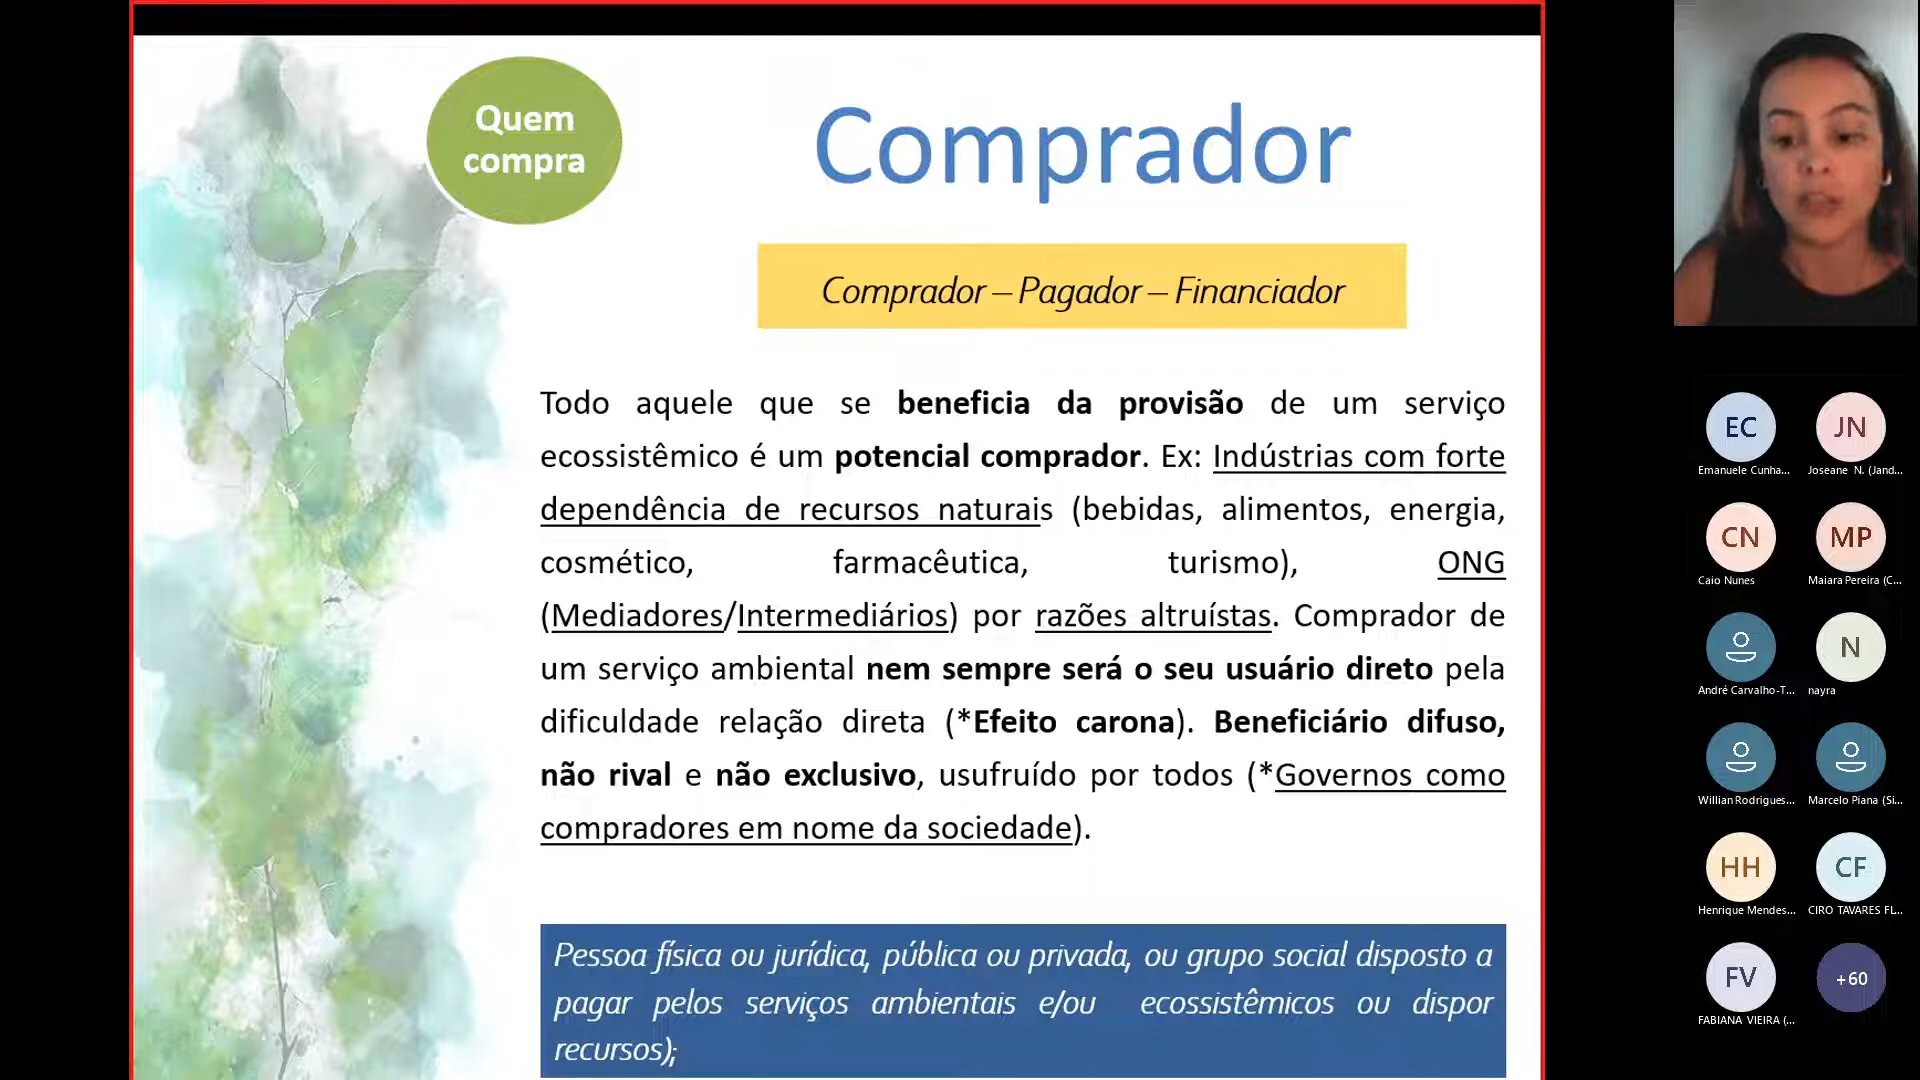 Quem
compra
Comprador
Comprador – Pagador – Financiador
Todo aquele que se beneficia da provisão de um serviço
ecossistêmico é um potencial comprador. Ex: Indústrias com forte
dependência de recursos naturais (bebidas, alimentos, energia,
cosmético, farmacêutica, turismo), ONG
(Mediadores/Intermediários) por razões altruístas. Comprador de
um serviço ambiental nem sempre será o seu usuário direto pela
dificuldade relação direta (*Efeito carona). Beneficiário difuso,
não rival e não exclusivo, usufruído por todos (*Governos como
compradores em nome da sociedade).
Pessoa física ou jurídica, pública ou privada, ou grupo social disposto a
pagar pelos serviços ambientais e/ou ecossistêmicos ou dispor
recursos);
EC
JN
Emanuele Cunha...
Joseane N. (Jand...
CN
MP
Caio Nunes
Maiara Pereira (C...
N
André Carvalho-T...
nayra
Willian Rodrigues...
Marcelo Piana (Si...
HH
CF
Henrique Mendes...
CIRO TAVARES FL...
FV
+60
FABIANA VIEIRA (...